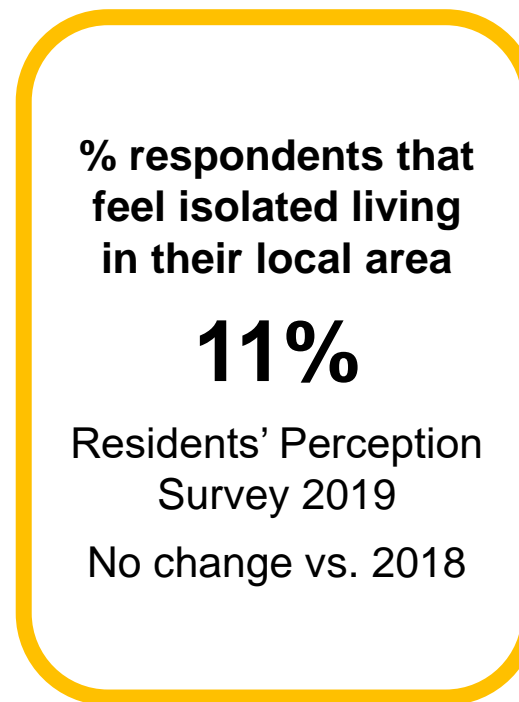 % respondents that
feel isolated living
in their local area
11%
Residents’ Perception
Survey 2019
No change vs. 2018